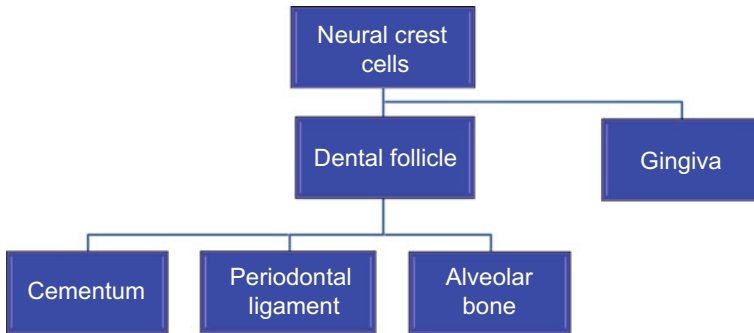 Neural crest
cells
Dental follicle
Gingiva
Cementum
Periodontal
ligament
Alveolar
bone